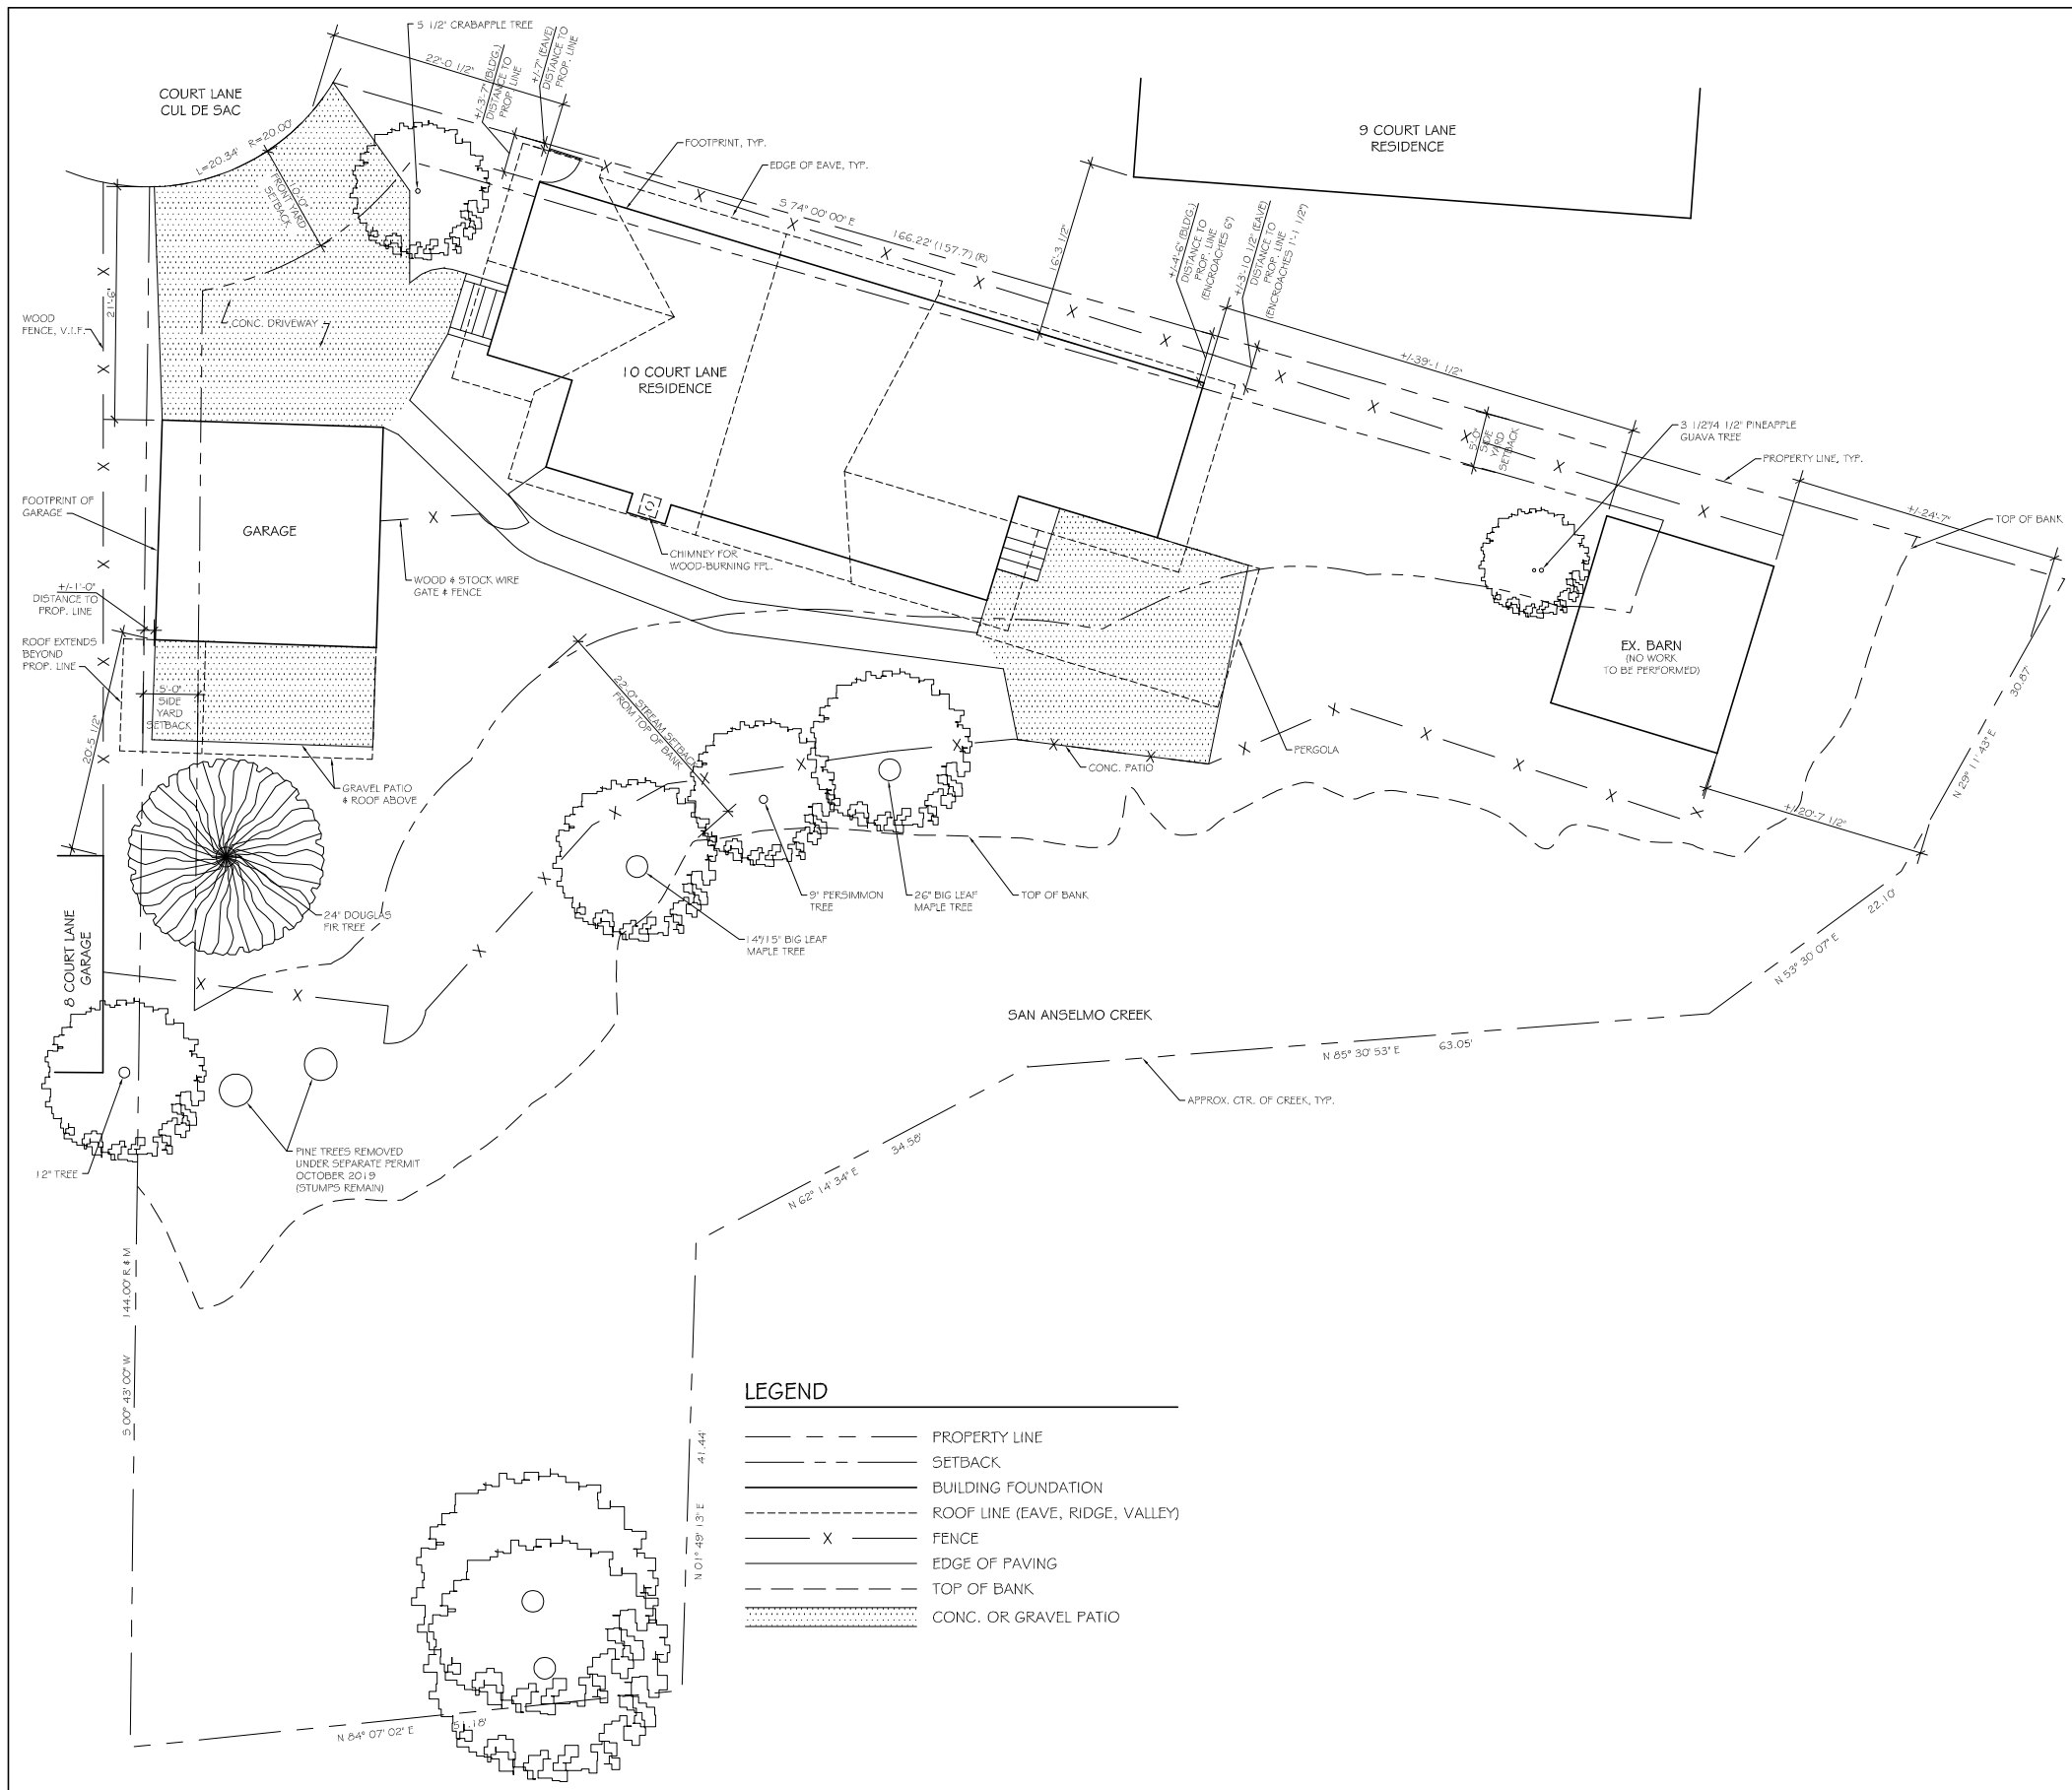 5 1/2" CRABAPPLE TREE
22'-0 1/2"
+/-3'-7" (BLD'G.)
DISTANCE TO
PROP. LINE
+/-7" (EAVE)
DISTANCE TO
PROP. LINE
COURT LANE
CUL DE SAC
L=20.34' R=20.00'
10'-0"
FRONT YARD
SETBACK
FOOTPRINT, TYP.
EDGE OF EAVE, TYP.
9 COURT LANE
RESIDENCE
S 74° 00' 00" E
166.22' (157.7') (R)
16'-3 1/2"
+/-4'-6" (BLD'G.)
DISTANCE TO
PROP. LINE
(ENCROACHES 6")
+/-3'-10 1/2" (EAVE)
DISTANCE TO
PROP. LINE
(ENCROACHES 1'-1 1/2")
WOOD
FENCE, V.I.F.
21'-6"
CONC. DRIVEWAY
10 COURT LANE
RESIDENCE
+/-39'-1 1/2"
5'-0"
SIDE
YARD
SETBACK
3 1/2"/4 1/2" PINEAPPLE
GUAVA TREE
PROPERTY LINE, TYP.
+/-24'-7"
TOP OF BANK
FOOTPRINT OF
GARAGE
GARAGE
CHIMNEY FOR
WOOD-BURNING FPL.
WOOD & STOCK WIRE
GATE & FENCE
+/-1'-0"
DISTANCE TO
PROP. LINE
ROOF EXTENDS
BEYOND
PROP. LINE
5'-0"
SIDE
YARD
SETBACK
20'-5 1/2"
22'-0" STREAM SETBACK
FROM TOP OF BANK
EX. BARN
(NO WORK
TO BE PERFORMED)
30.87'
N 29° 11' 43" E
PERGOLA
CONC. PATIO
GRAVEL PATIO
& ROOF ABOVE
+/-20'-7 1/2"
9" PERSIMMON
TREE
26" BIG LEAF
MAPLE TREE
TOP OF BANK
24" DOUGLAS
FIR TREE
14"/15" BIG LEAF
MAPLE TREE
8 COURT LANE
GARAGE
22.10'
N 53° 30' 07" E
SAN ANSELMO CREEK
N 85° 30' 53" E 63.05'
APPROX. CTR. OF CREEK, TYP.
12" TREE
PINE TREES REMOVED
UNDER SEPARATE PERMIT
OCTOBER 2019
(STUMPS REMAIN)
N 62° 14' 34" E 34.58'
S 00° 43' 00" W 144.00' R & M
N 01° 49' 13" E 41.44'
N 84° 07' 02" E 51.18'
LEGEND
PROPERTY LINE
SETBACK
BUILDING FOUNDATION
ROOF LINE (EAVE, RIDGE, VALLEY)
X FENCE
EDGE OF PAVING
TOP OF BANK
CONC. OR GRAVEL PATIO